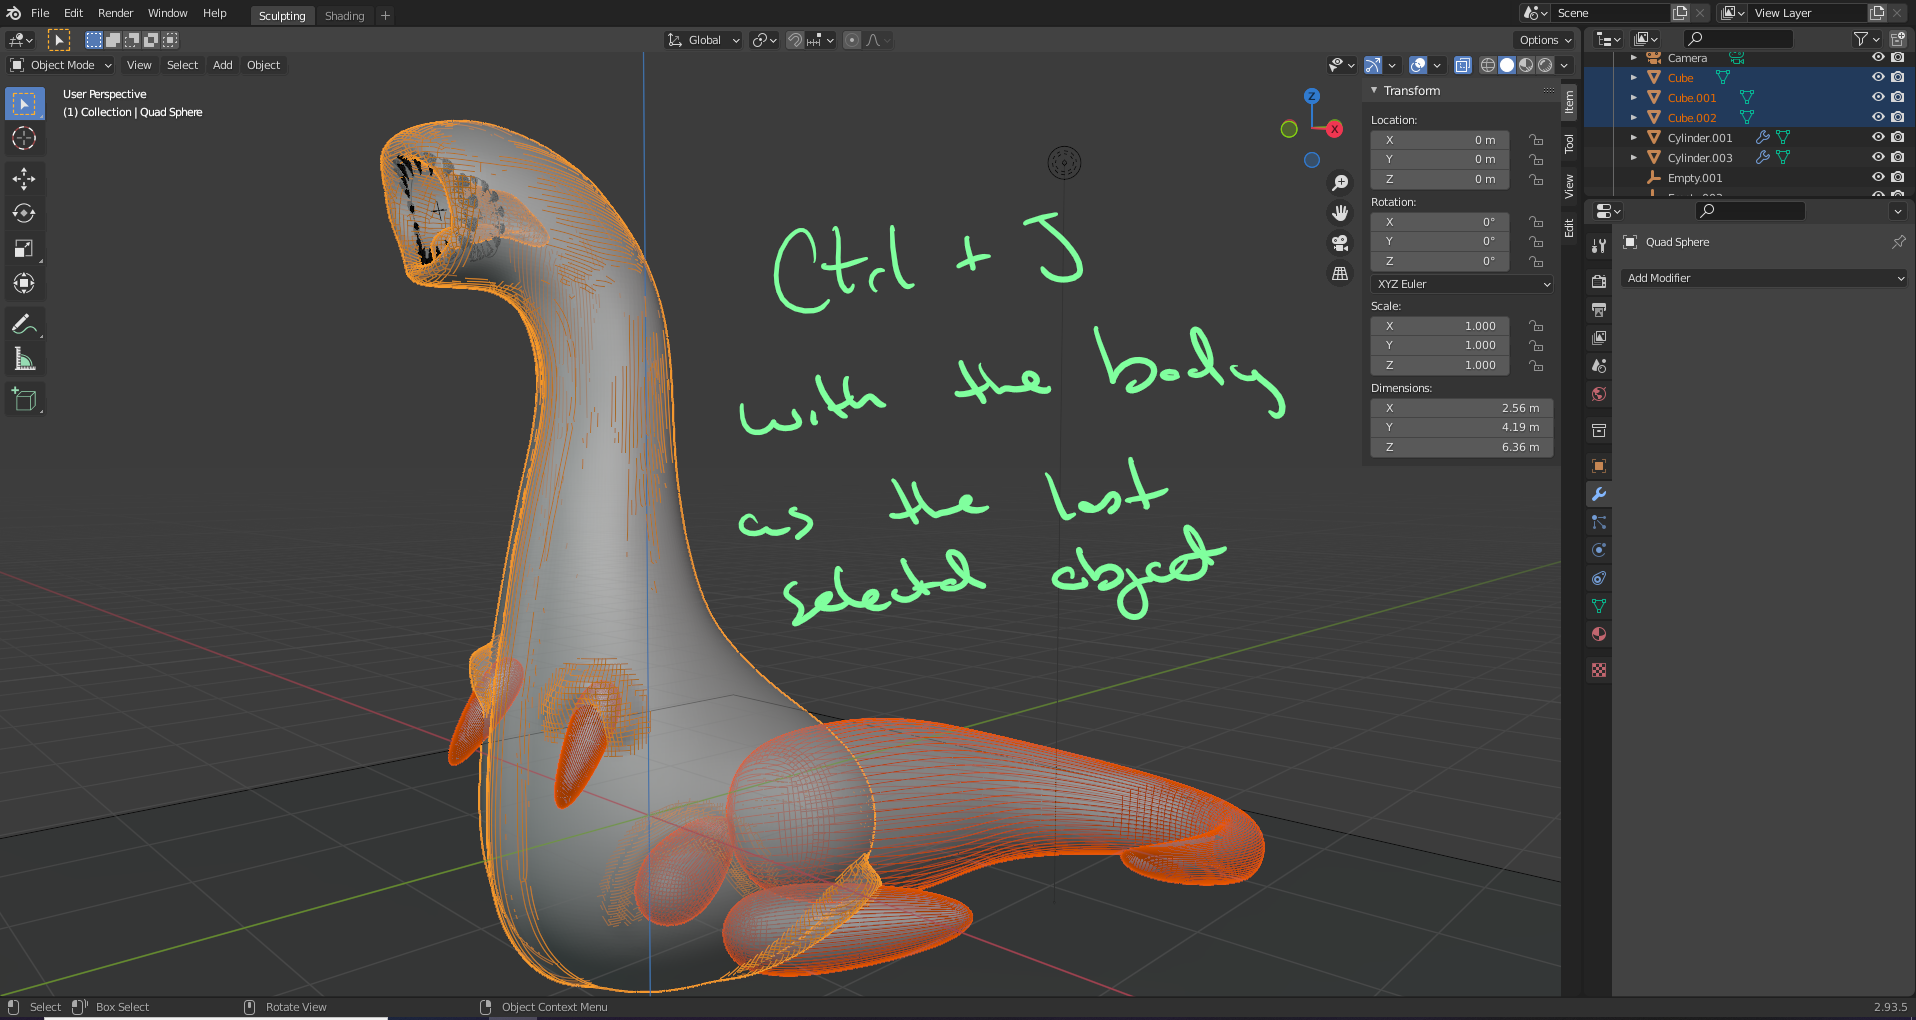 File Edit Render Window Help Sculpting Shading + Scene View Layer
Global Options
Object Mode View Select Add Object
User Perspective
(1) Collection | Quad Sphere
Z
X
Ctrl + J
with the body
as the last
selected object
Transform
Location:
X 0 m
Y 0 m
Z 0 m
Rotation:
X 0°
Y 0°
Z 0°
XYZ Euler
Scale:
X 1.000
Y 1.000
Z 1.000
Dimensions:
X 2.56 m
Y 4.19 m
Z 6.36 m
Item
Tool
View
Edit
Camera
Cube
Cube.001
Cube.002
Cylinder.001
Cylinder.003
Empty.001
Quad Sphere
Add Modifier
Select Box Select Rotate View Object Context Menu 2.93.5